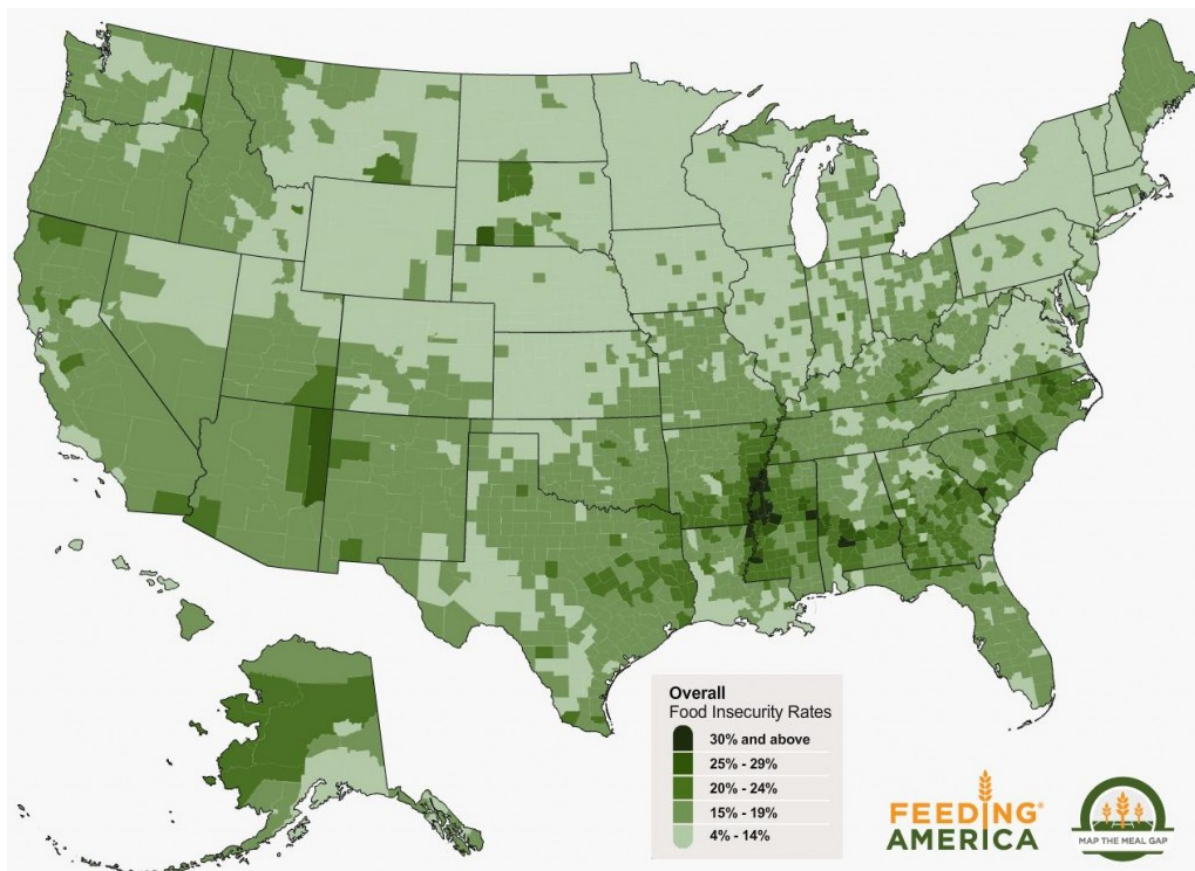 Overall
Food Insecurity Rates
30% and above
25% - 29%
20% - 24%
15% - 19%
4% - 14%
FEEDING®
AMERICA
MAP THE MEAL GAP